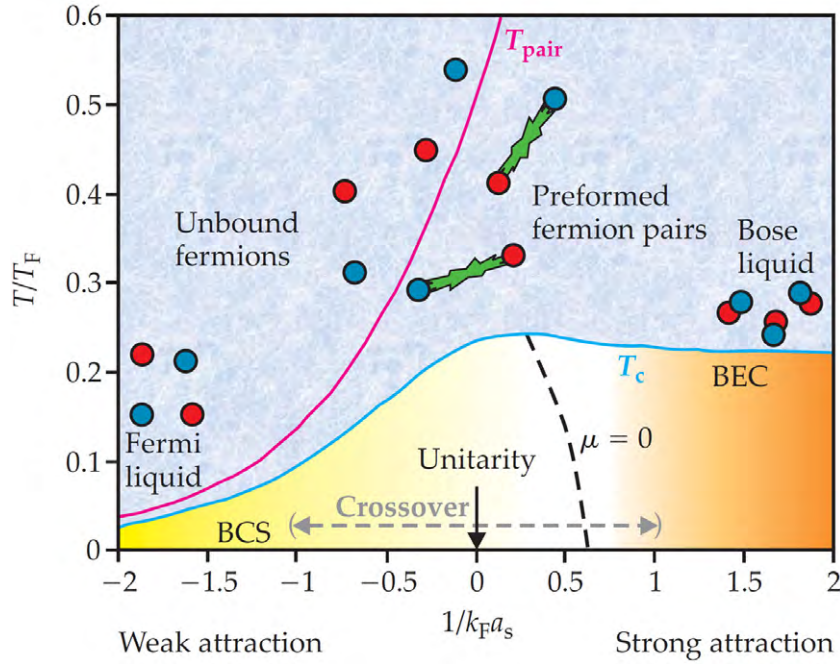 0.6
0.5
0.4
0.3
0.2
0.1
0
T/T_F
T_pair
Unbound
fermions
Preformed
fermion pairs
Bose
liquid
Fermi
liquid
T_c
BEC
μ = 0
Unitarity
Crossover
BCS
−2
−1.5
−1
−0.5
0
0.5
1
1.5
2
1/k_F a_s
Weak attraction
Strong attraction